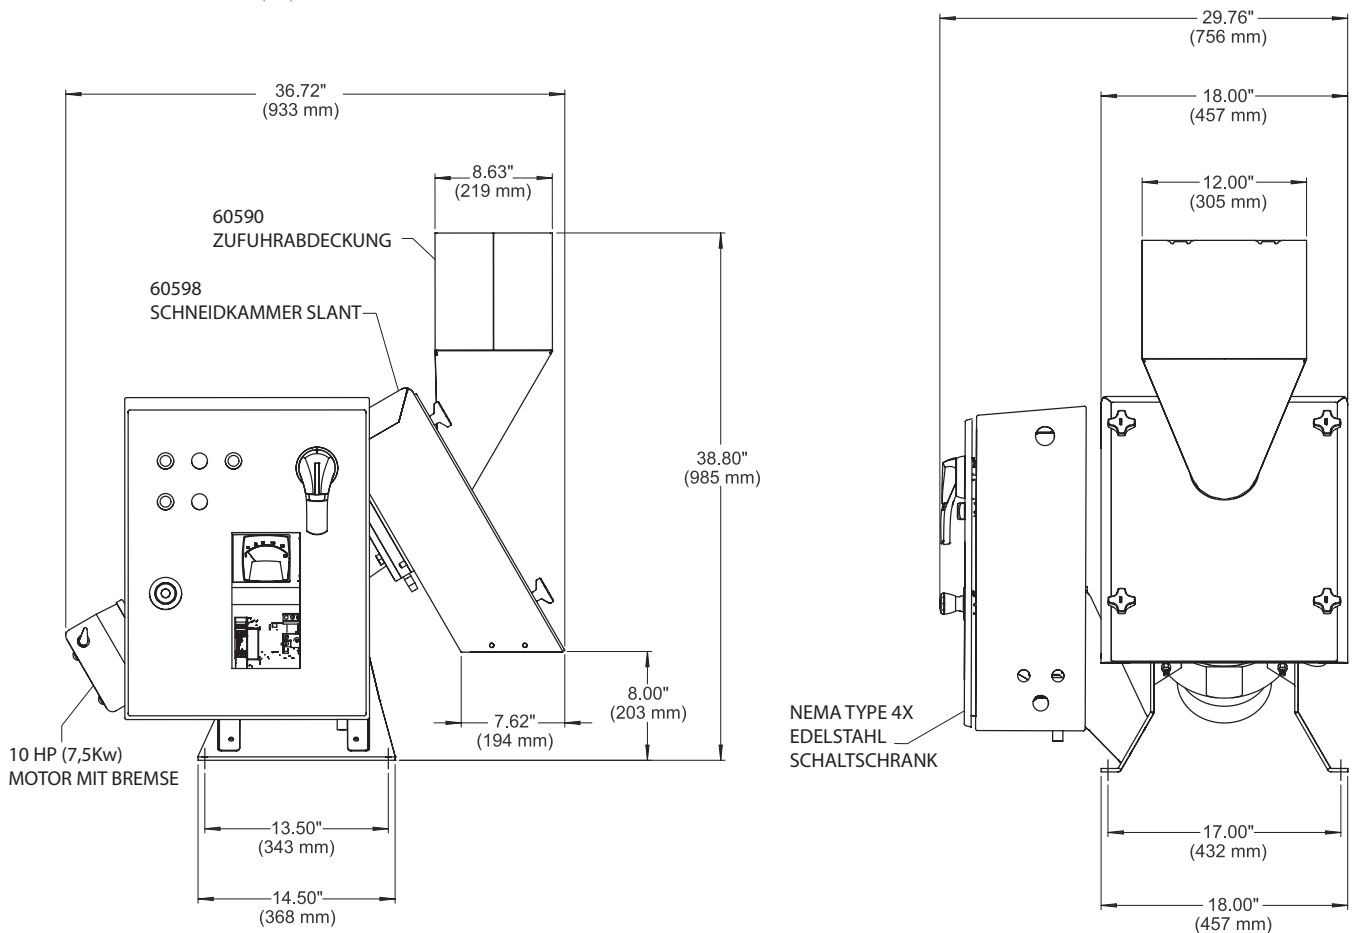 29.76"
(756 mm)
36.72"
(933 mm)
18.00"
(457 mm)
8.63"
(219 mm)
12.00"
(305 mm)
60590
ZUFUHRABDECKUNG
60598
SCHNEIDKAMMER SLANT
38.80"
(985 mm)
8.00"
(203 mm)
7.62"
(194 mm)
10 HP (7,5Kw)
MOTOR MIT BREMSE
NEMA TYPE 4X
EDELSTAHL
SCHALTSCHRANK
13.50"
(343 mm)
17.00"
(432 mm)
14.50"
(368 mm)
18.00"
(457 mm)